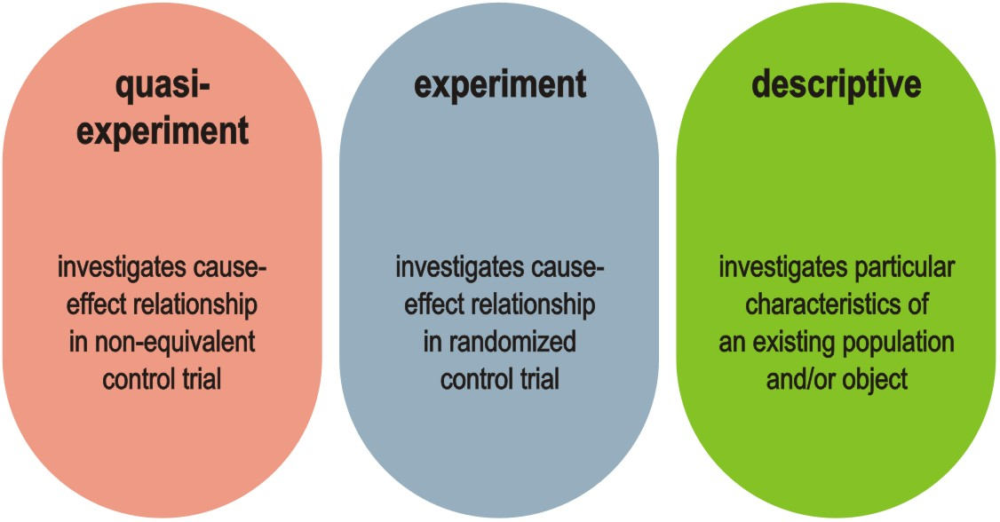 quasi-
experiment
investigates cause-
effect relationship
in non-equivalent
control trial
experiment
investigates cause-
effect relationship
in randomized
control trial
descriptive
investigates particular
characteristics of
an existing population
and/or object